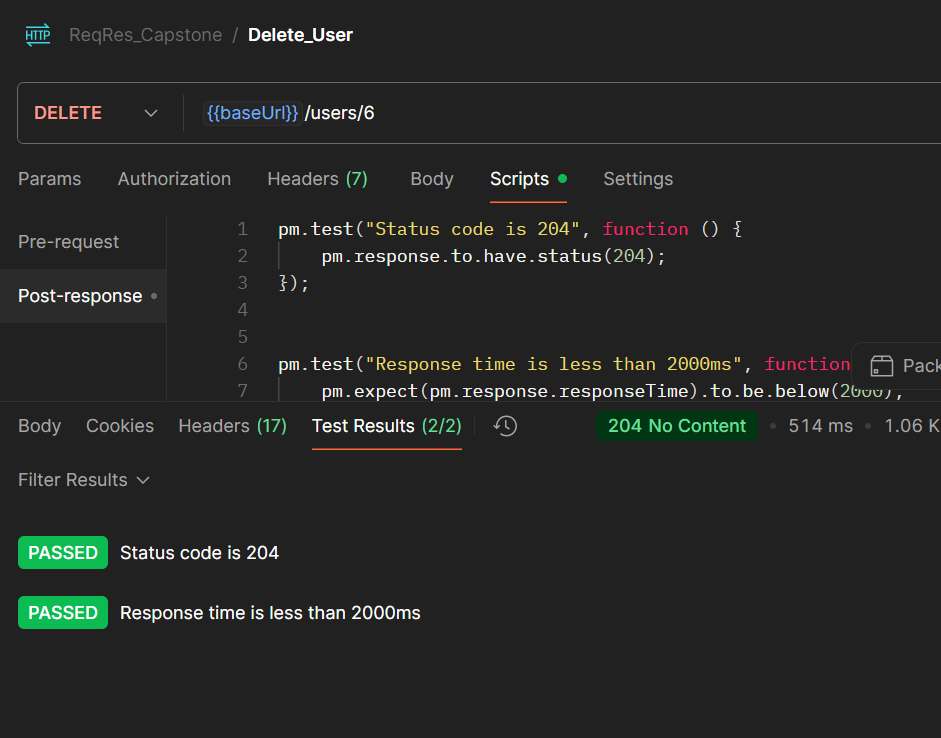 HTTP ReqRes_Capstone / Delete_User
DELETE {{baseUrl}} /users/6
Params Authorization Headers (7) Body Scripts Settings
Pre-request
Post-response
1 pm.test("Status code is 204", function () {
2 pm.response.to.have.status(204);
3 });
4
5
6 pm.test("Response time is less than 2000ms", function
7 pm.expect(pm.response.responseTime).to.be.below(2000);
Pack
Body Cookies Headers (17) Test Results (2/2) 204 No Content • 514 ms • 1.06 K
Filter Results
PASSED Status code is 204
PASSED Response time is less than 2000ms